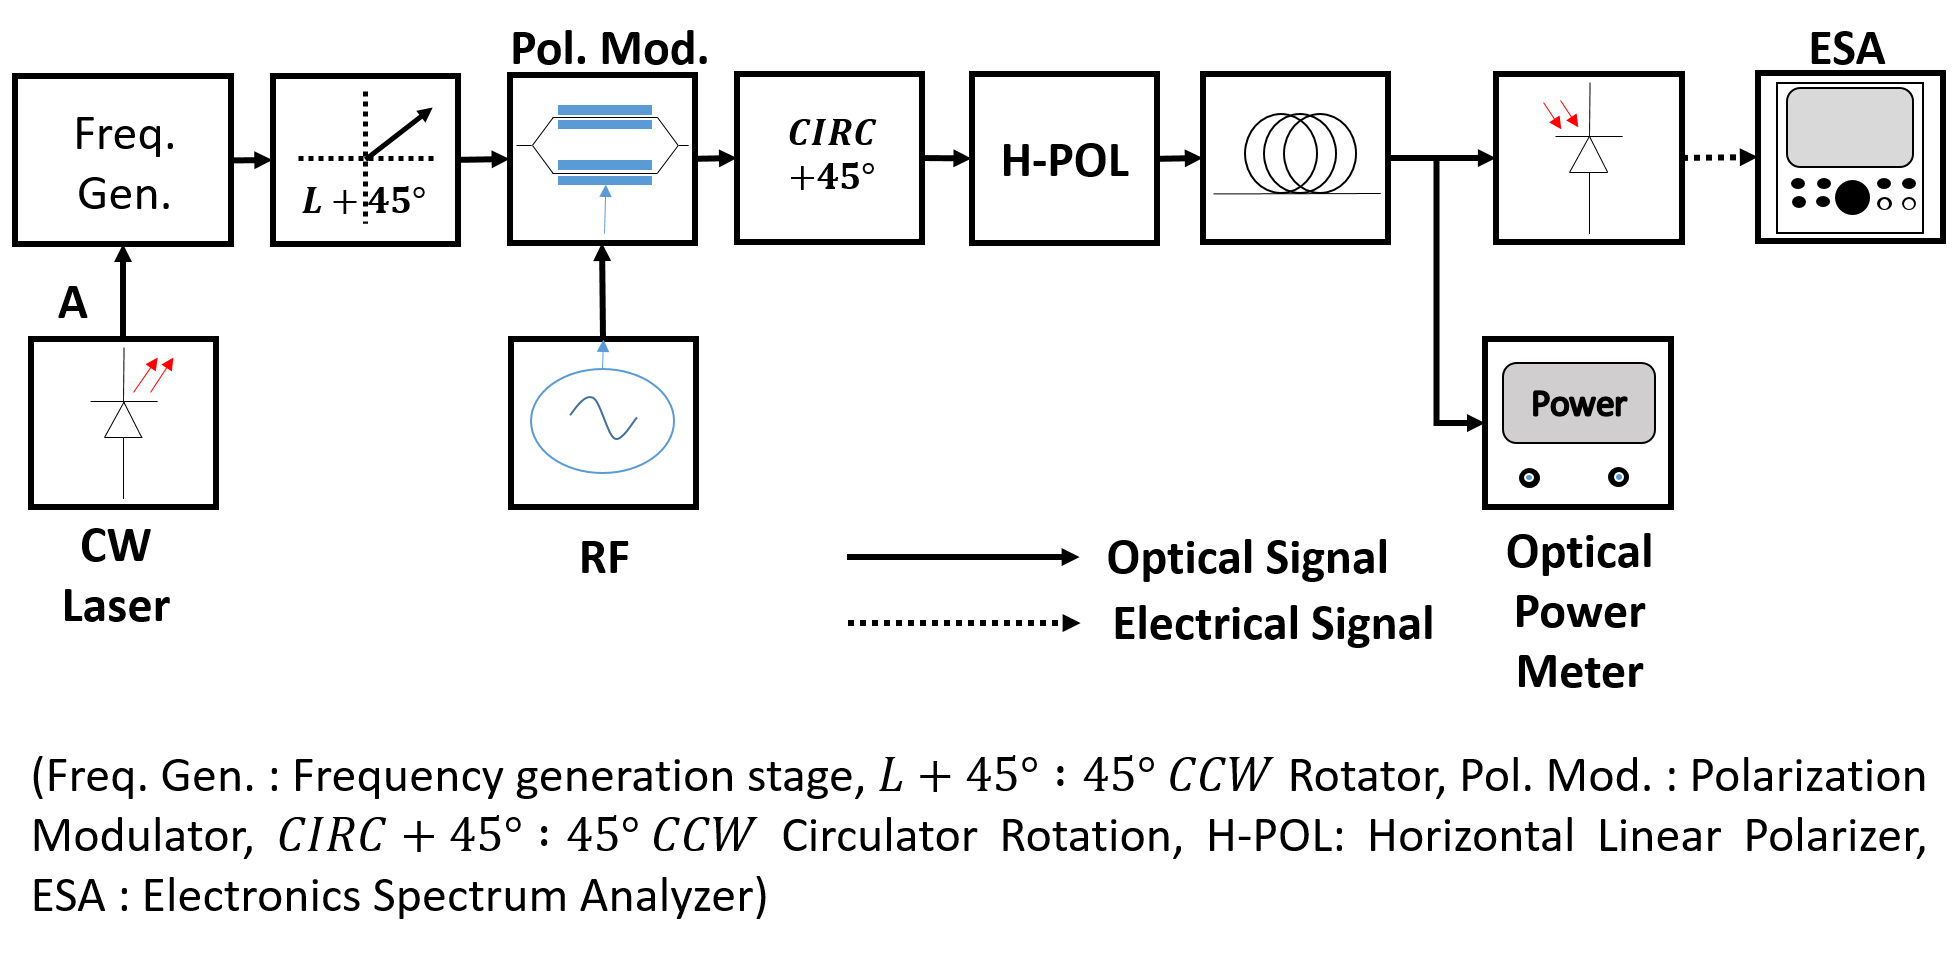 Pol. Mod.
ESA
Freq.
Gen.
L + 45°
CIRC
+45°
H-POL
A
Power
CW
Laser
RF
Optical Signal
Electrical Signal
Optical
Power
Meter
(Freq. Gen. : Frequency generation stage, L + 45° : 45° CCW Rotator, Pol. Mod. : Polarization
Modulator, CIRC + 45° : 45° CCW Circulator Rotation, H-POL: Horizontal Linear Polarizer,
ESA : Electronics Spectrum Analyzer)